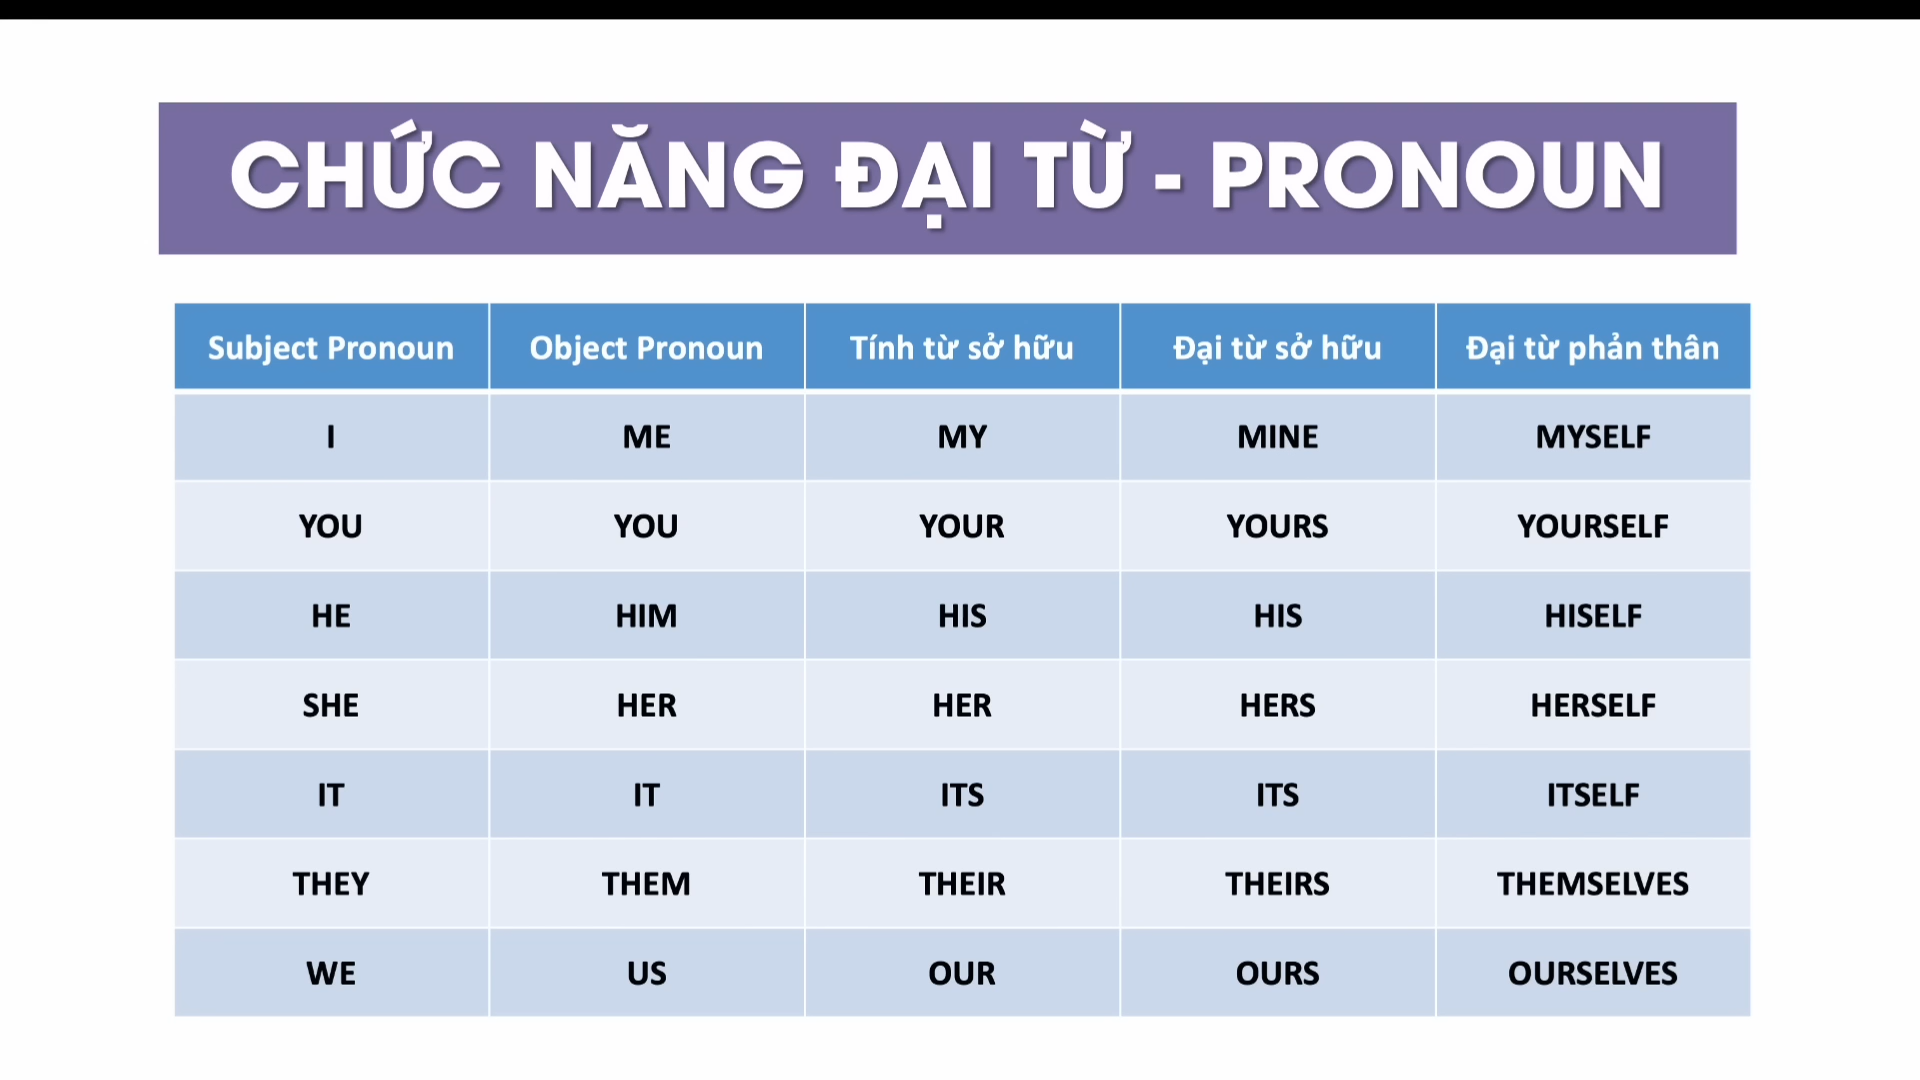 CHỨC NĂNG ĐẠI TỪ - PRONOUN
Subject Pronoun Object Pronoun Tính từ sở hữu Đại từ sở hữu Đại từ phản thân
I ME MY MINE MYSELF
YOU YOU YOUR YOURS YOURSELF
HE HIM HIS HIS HISELF
SHE HER HER HERS HERSELF
IT IT ITS ITS ITSELF
THEY THEM THEIR THEIRS THEMSELVES
WE US OUR OURS OURSELVES